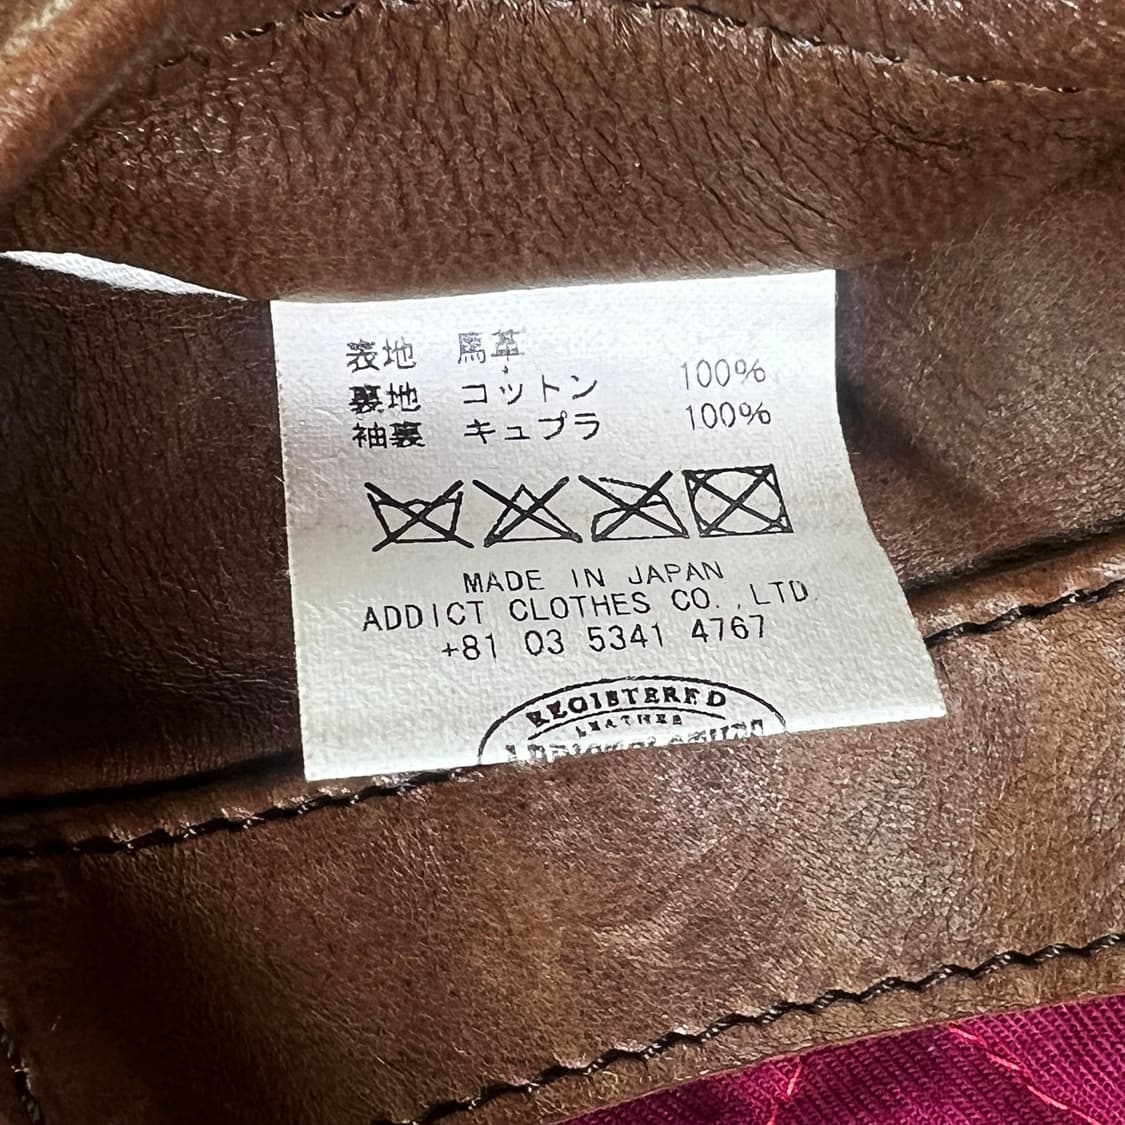 表地 馬革
裏地 コットン 100%
袖裏 キュプラ 100%
MADE IN JAPAN
ADDICT CLOTHES CO.,LTD.
+81 03 5341 4767
REGISTERED
LEATHER